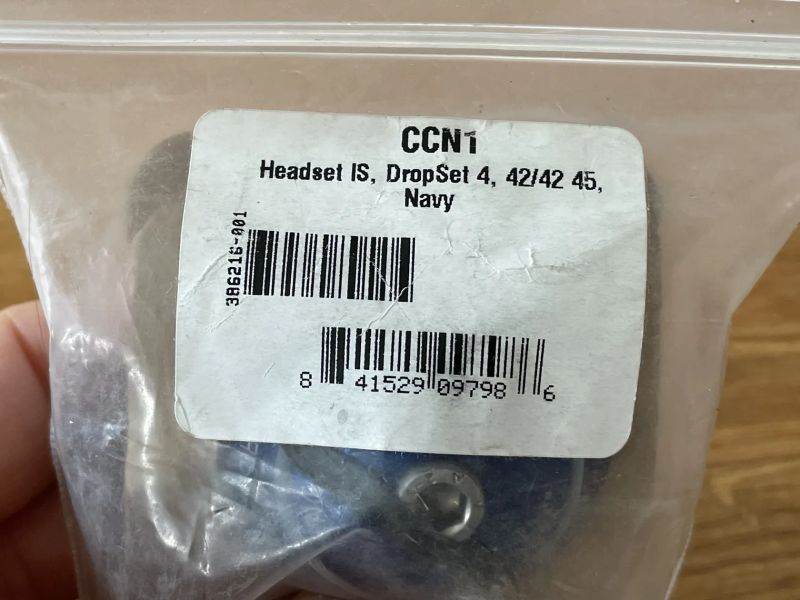 CCN1
Headset IS, DropSet 4, 42/42 45,
Navy
386216-001
8 41529 09798 6